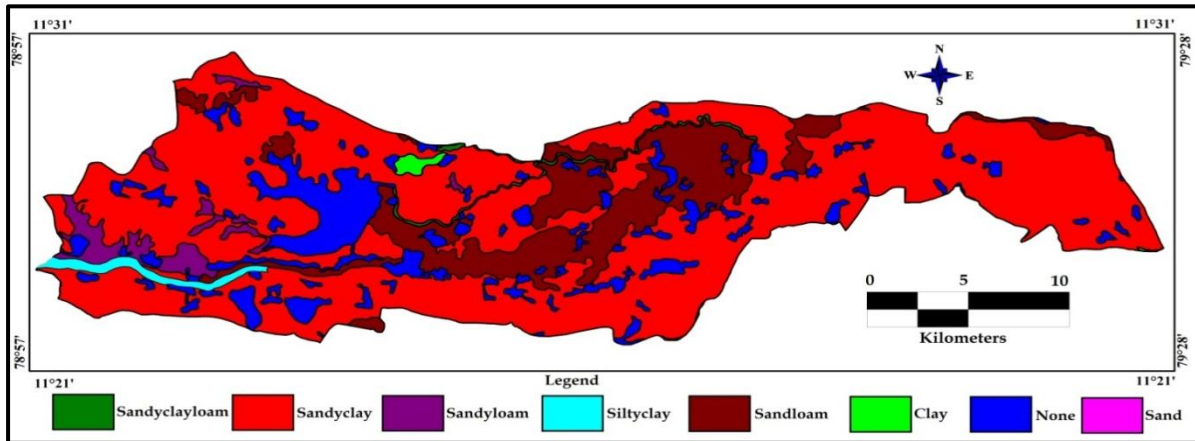 11°31' 11°31'
78°57' 79°28'
N
W E
S
0 5 10
Kilometers
78°57' 79°28'
11°21' Legend 11°21'
Sandyclayloam Sandyclay Sandyloam Siltyclay Sandloam Clay None Sand